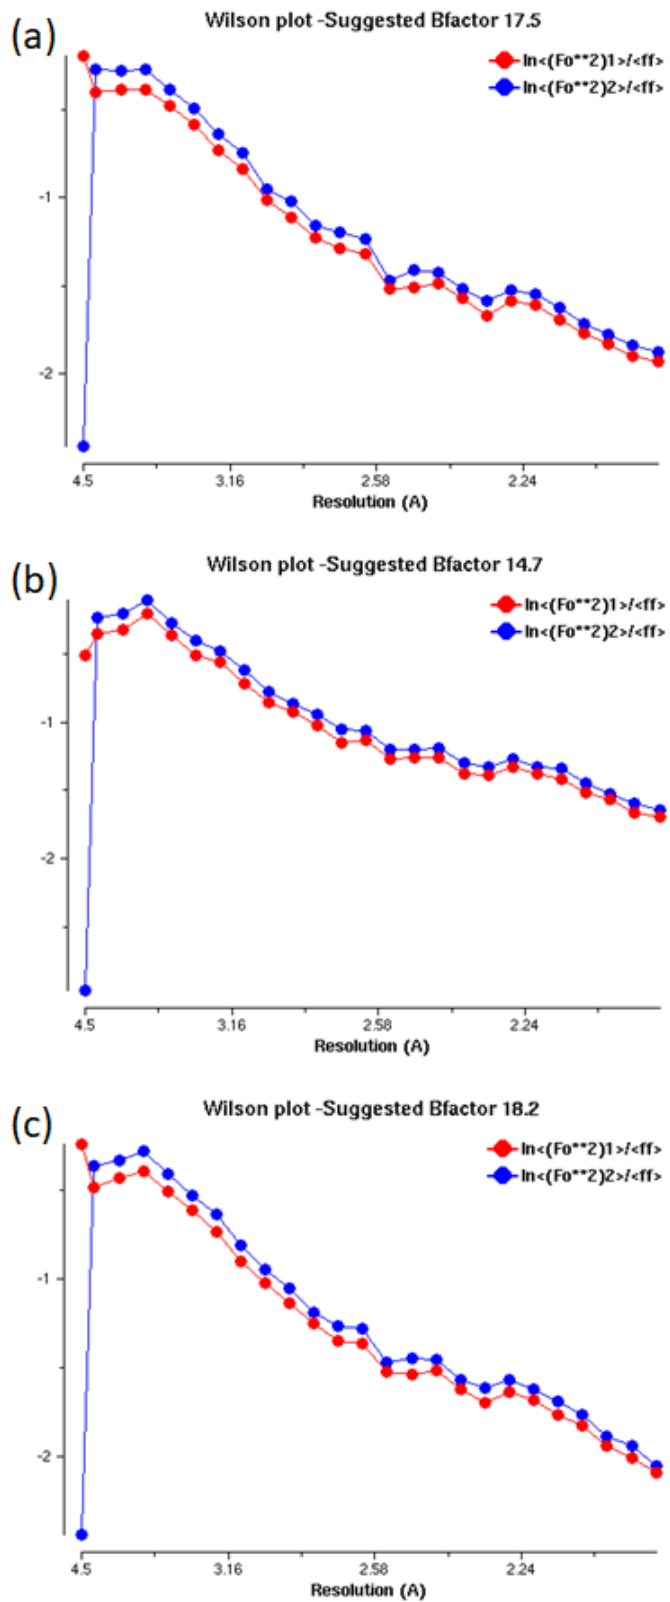 (a)
Wilson plot -Suggested Bfactor 17.5
ln<(Fo**2)1>/<ff>
ln<(Fo**2)2>/<ff>
-1
-2
4.5 3.16 2.58 2.24
Resolution (A)
(b)
Wilson plot -Suggested Bfactor 14.7
ln<(Fo**2)1>/<ff>
ln<(Fo**2)2>/<ff>
-1
-2
4.5 3.16 2.58 2.24
Resolution (A)
(c)
Wilson plot -Suggested Bfactor 18.2
ln<(Fo**2)1>/<ff>
ln<(Fo**2)2>/<ff>
-1
-2
4.5 3.16 2.58 2.24
Resolution (A)